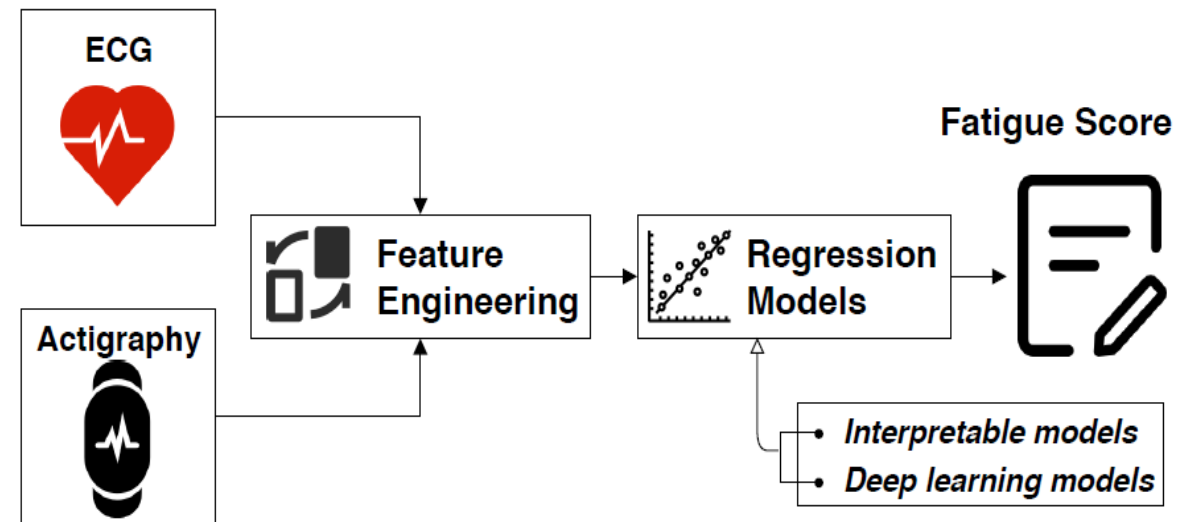 ECG
Fatigue Score
Feature
Engineering
Regression
Models
Actigraphy
Interpretable models
Deep learning models